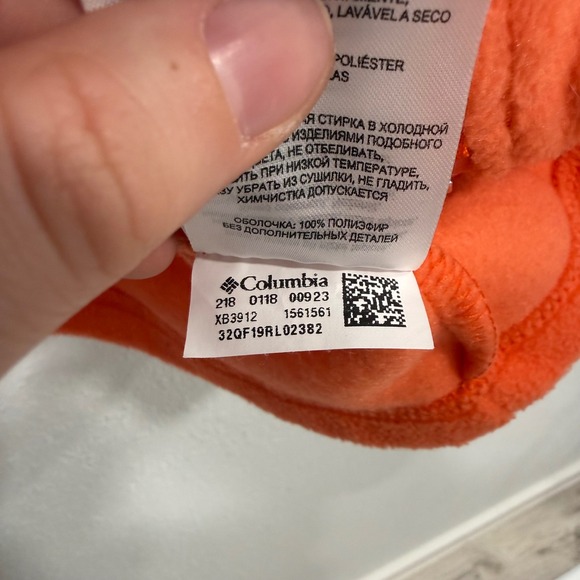 , LAVÁVEL A SECO
POLIÉSTER
СТИРКА В ХОЛОДНОЙ
ИЗДЕЛИЯМИ ПОДОБНОГО
ЦВЕТА, НЕ ОТБЕЛИВАТЬ,
ПРИ НИЗКОЙ ТЕМПЕРАТУРЕ,
УБРАТЬ ИЗ СУШИЛКИ, НЕ ГЛАДИТЬ,
ХИМЧИСТКА ДОПУСКАЕТСЯ
ОБОЛОЧКА: 100% ПОЛИЭФИР
БЕЗ ДОПОЛНИТЕЛЬНЫХ ДЕТАЛЕЙ
Columbia
218 0118 00923
XB3912 1561561
32QF19RL02382